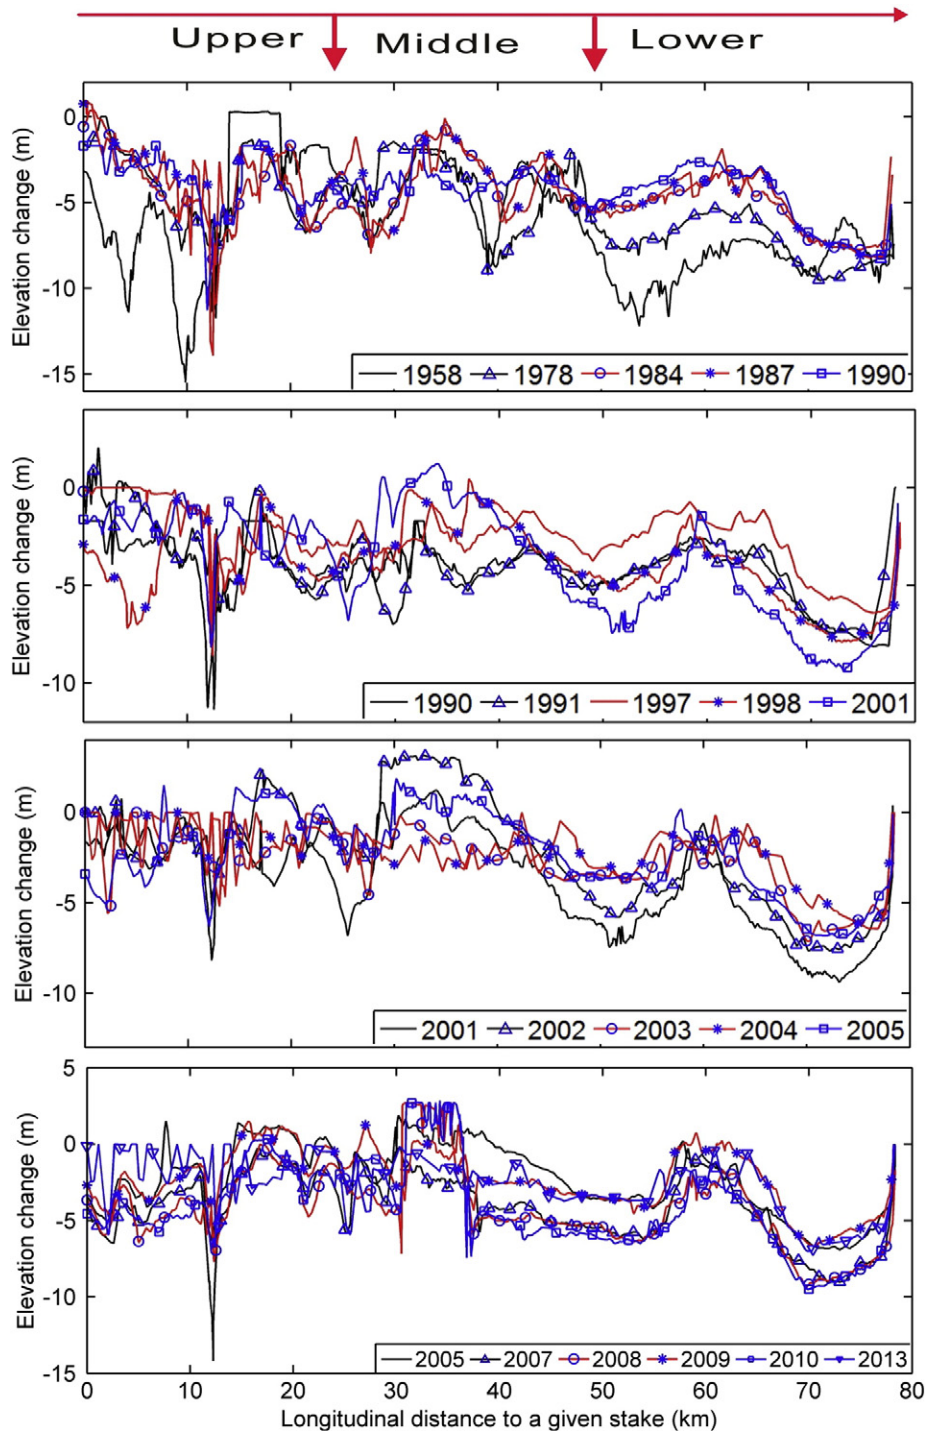 Upper Middle Lower
Elevation change (m)
0
-5
-10
-15
1958 1978 1984 1987 1990
Elevation change (m)
0
-5
-10
1990 1991 1997 1998 2001
Elevation change (m)
0
-5
-10
2001 2002 2003 2004 2005
Elevation change (m)
5
0
-5
-10
-15
2005 2007 2008 2009 2010 2013
0 10 20 30 40 50 60 70 80
Longitudinal distance to a given stake (km)